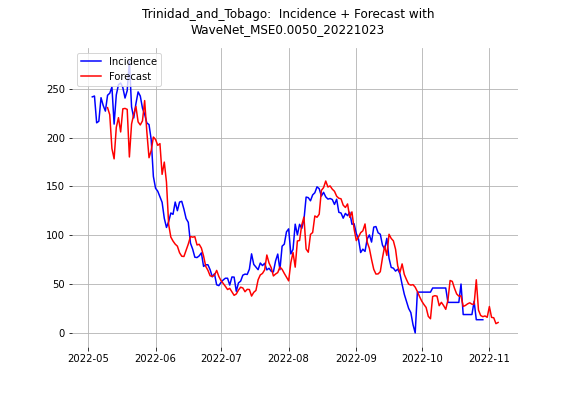 Trinidad_and_Tobago:  Incidence + Forecast with
WaveNet_MSE0.0050_20221023
Incidence
Forecast
250
200
150
100
50
0
2022-05 2022-06 2022-07 2022-08 2022-09 2022-10 2022-11